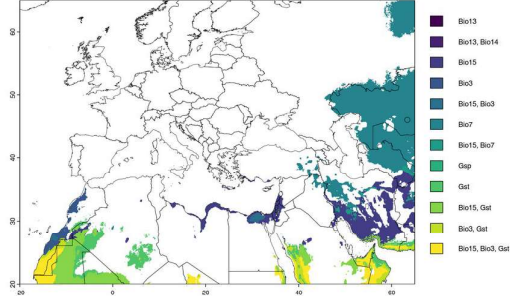 60
50
40
30
20
20 0 20 40 60
Bio13
Bio13, Bio14
Bio15
Bio3
Bio15, Bio3
Bio7
Bio15, Bio7
Gsp
Gst
Bio15, Gst
Bio3, Gst
Bio15, Bio3, Gst